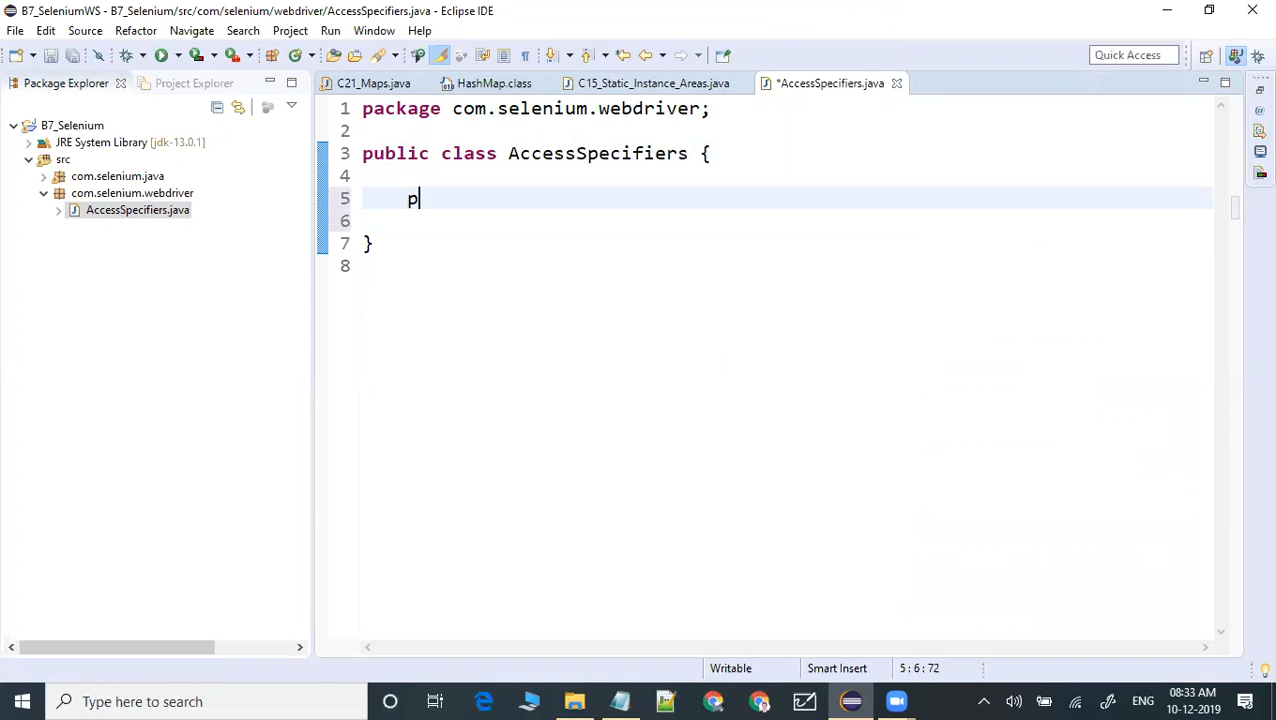 B7_SeleniumWS - B7_Selenium/src/com/selenium/webdriver/AccessSpecifiers.java - Eclipse IDE
File Edit Source Refactor Navigate Search Project Run Window Help
Quick Access
Package Explorer Project Explorer
C21_Maps.java HashMap.class C15_Static_Instance_Areas.java *AccessSpecifiers.java
B7_Selenium
JRE System Library [jdk-13.0.1]
src
com.selenium.java
com.selenium.webdriver
AccessSpecifiers.java
1 package com.selenium.webdriver;
2
3 public class AccessSpecifiers {
4
5 p
6
7 }
8
Writable Smart Insert 5 : 6 : 72
Type here to search
ENG 08:33 AM
10-12-2019